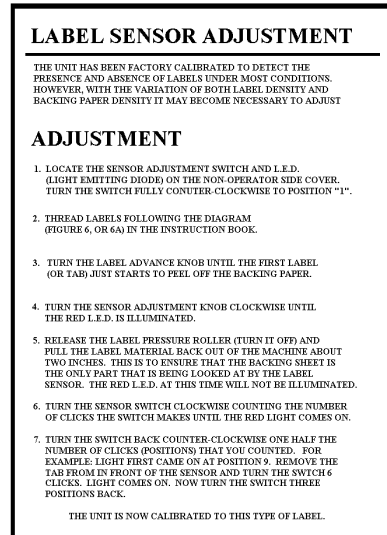 LABEL SENSOR ADJUSTMENT
THE UNIT HAS BEEN FACTORY CALIBRATED TO DETECT THE
PRESENCE AND ABSENCE OF LABELS UNDER MOST CONDITIONS.
HOWEVER, WITH THE VARIATION OF BOTH LABEL DENSITY AND
BACKING PAPER DENSITY IT MAY BECOME NECESSARY TO ADJUST
ADJUSTMENT
1. LOCATE THE SENSOR ADJUSTMENT SWITCH AND L.E.D.
(LIGHT EMITTING DIODE) ON THE NON-OPERATOR SIDE COVER.
TURN THE SWITCH FULLY CONUTER-CLOCKWISE TO POSITION "1".
2. THREAD LABELS FOLLOWING THE DIAGRAM
(FIGURE 6, OR 6A) IN THE INSTRUCTION BOOK.
3. TURN THE LABEL ADVANCE KNOB UNTIL THE FIRST LABEL
(OR TAB) JUST STARTS TO PEEL OFF THE BACKING PAPER.
4. TURN THE SENSOR ADJUSTMENT KNOB CLOCKWISE UNTIL
THE RED L.E.D. IS ILLUMINATED.
5. RELEASE THE LABEL PRESSURE ROLLER (TURN IT OFF) AND
PULL THE LABEL MATERIAL BACK OUT OF THE MACHINE ABOUT
TWO INCHES. THIS IS TO ENSURE THAT THE BACKING SHEET IS
THE ONLY PART THAT IS BEING LOOKED AT BY THE LABEL
SENSOR. THE RED L.E.D. AT THIS TIME WILL NOT BE ILLUMINATED.
6. TURN THE SENSOR SWITCH CLOCKWISE COUNTING THE NUMBER
OF CLICKS THE SWITCH MAKES UNTIL THE RED LIGHT COMES ON.
7. TURN THE SWITCH BACK COUNTER-CLOCKWISE ONE HALF THE
NUMBER OF CLICKS (POSITIONS) THAT YOU COUNTED. FOR
EXAMPLE: LIGHT FIRST CAME ON AT POSITION 9. REMOVE THE
TAB FROM IN FRONT OF THE SENSOR AND TURN THE SWTCH 6
CLICKS. LIGHT COMES ON. NOW TURN THE SWITCH THREE
POSITIONS BACK.
THE UNIT IS NOW CALIBRATED TO THIS TYPE OF LABEL.